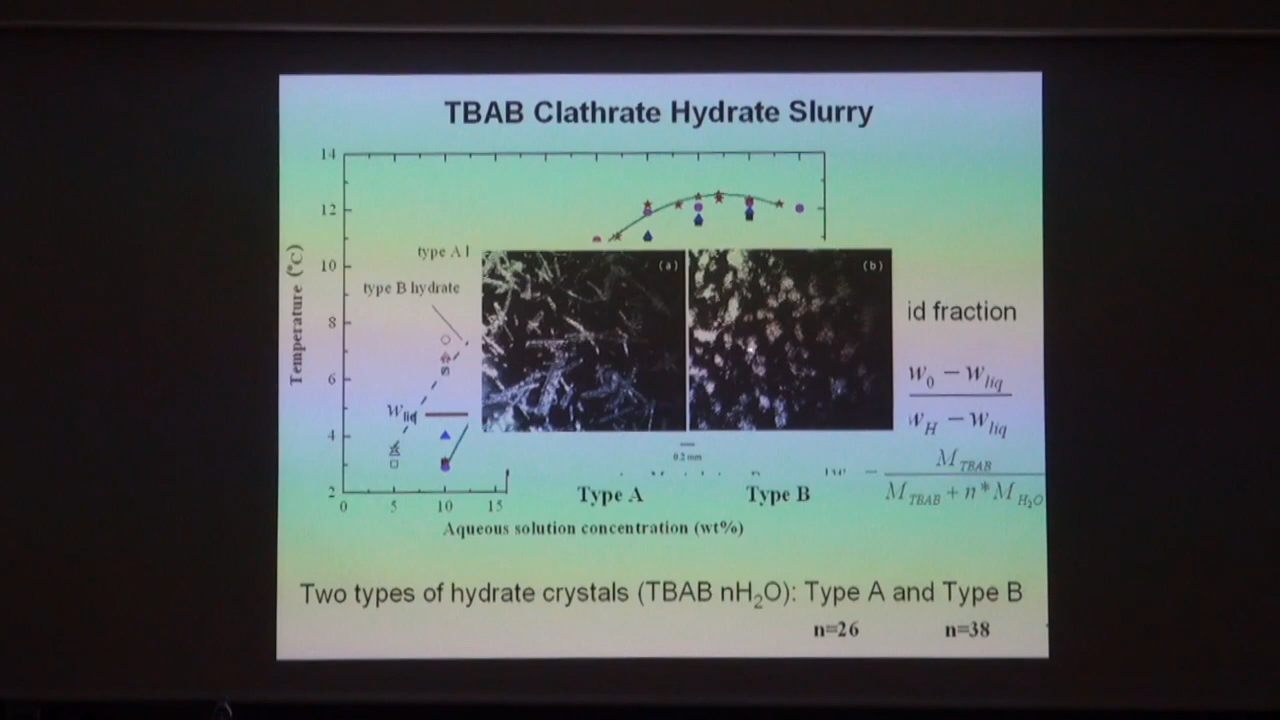 TBAB Clathrate Hydrate Slurry
14
12
10
8
6
4
2
Temperature (°C)
type A
type B hydrate
w_liq
(a)
(b)
0.2 mm
id fraction
w_0 − w_liq
w_H − w_liq
M_TBAB
M_TBAB + n * M_H₂O
0 5 10 15
Type A Type B
Aqueous solution concentration (wt%)
Two types of hydrate crystals (TBAB nH₂O): Type A and Type B
n=26 n=38